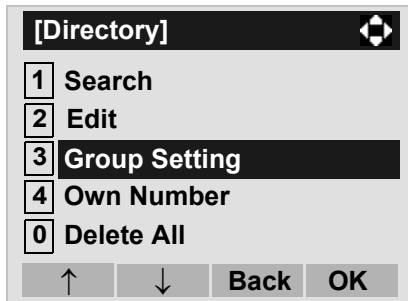 [Directory]
1 Search
2 Edit
3 Group Setting
4 Own Number
0 Delete All
↑ ↓ Back OK